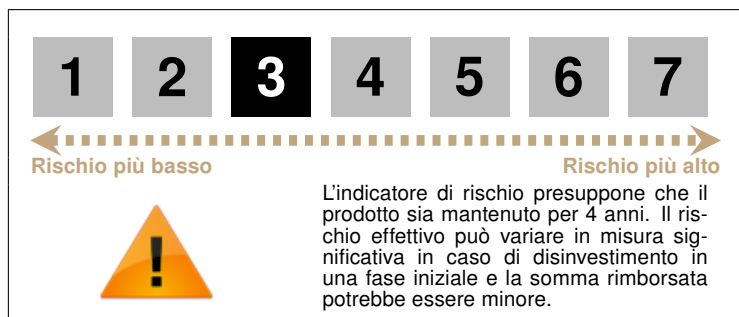 1 2 3 4 5 6 7
Rischio più basso Rischio più alto
L'indicatore di rischio presuppone che il
prodotto sia mantenuto per 4 anni. Il ris-
chio effettivo può variare in misura sig-
nificativa in caso di disinvestimento in
una fase iniziale e la somma rimborsata
potrebbe essere minore.